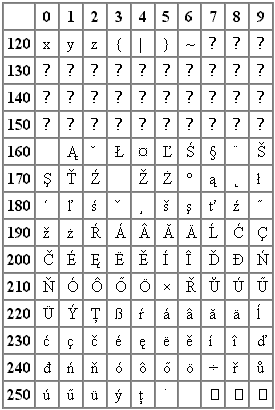 0 1 2 3 4 5 6 7 8 9
120 x y z { | } ~ ? ? ?
130 ? ? ? ? ? ? ? ? ? ?
140 ? ? ? ? ? ? ? ? ? ?
150 ? ? ? ? ? ? ? ? ? ?
160 Ą ˘ Ł ¤ Ľ Ś § ¨ Š
170 Ş Ť Ź Ž Ż ° ą ˛ ł
180 ´ ľ ś ˇ ¸ š ş ť ź ˝
190 ž ż Ŕ Á Â Ă Ä Ĺ Ć Ç
200 Č É Ę Ë Ě Í Î Ď Đ Ń
210 Ň Ó Ô Ő Ö × Ř Ů Ú Ű
220 Ü Ý Ţ ß ŕ á â ă ä ĺ
230 ć ç č é ę ë ě í î ď
240 đ ń ň ó ô ő ö ÷ ř ů
250 ú ű ü ý ţ ˙ □ □ □